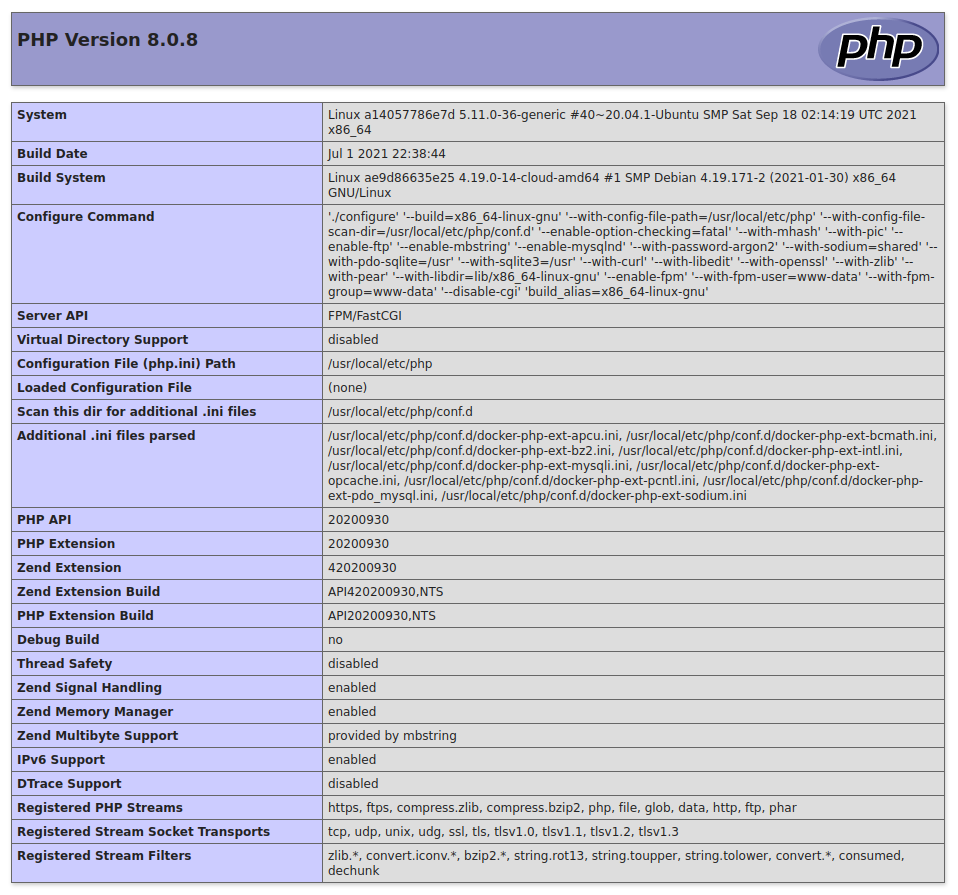 PHP Version 8.0.8
php
System
Linux a14057786e7d 5.11.0-36-generic #40~20.04.1-Ubuntu SMP Sat Sep 18 02:14:19 UTC 2021
x86_64
Build Date
Jul 1 2021 22:38:44
Build System
Linux ae9d86635e25 4.19.0-14-cloud-amd64 #1 SMP Debian 4.19.171-2 (2021-01-30) x86_64
GNU/Linux
Configure Command
'./configure' '--build=x86_64-linux-gnu' '--with-config-file-path=/usr/local/etc/php' '--with-config-file-
scan-dir=/usr/local/etc/php/conf.d' '--enable-option-checking=fatal' '--with-mhash' '--with-pic' '--
enable-ftp' '--enable-mbstring' '--enable-mysqlnd' '--with-password-argon2' '--with-sodium=shared' '--
with-pdo-sqlite=/usr' '--with-sqlite3=/usr' '--with-curl' '--with-libedit' '--with-openssl' '--with-zlib' '--
with-pear' '--with-libdir=lib/x86_64-linux-gnu' '--enable-fpm' '--with-fpm-user=www-data' '--with-fpm-
group=www-data' '--disable-cgi' 'build_alias=x86_64-linux-gnu'
Server API
FPM/FastCGI
Virtual Directory Support
disabled
Configuration File (php.ini) Path
/usr/local/etc/php
Loaded Configuration File
(none)
Scan this dir for additional .ini files
/usr/local/etc/php/conf.d
Additional .ini files parsed
/usr/local/etc/php/conf.d/docker-php-ext-apcu.ini, /usr/local/etc/php/conf.d/docker-php-ext-bcmath.ini,
/usr/local/etc/php/conf.d/docker-php-ext-bz2.ini, /usr/local/etc/php/conf.d/docker-php-ext-intl.ini,
/usr/local/etc/php/conf.d/docker-php-ext-mysqli.ini, /usr/local/etc/php/conf.d/docker-php-ext-
opcache.ini, /usr/local/etc/php/conf.d/docker-php-ext-pcntl.ini, /usr/local/etc/php/conf.d/docker-php-
ext-pdo_mysql.ini, /usr/local/etc/php/conf.d/docker-php-ext-sodium.ini
PHP API
20200930
PHP Extension
20200930
Zend Extension
420200930
Zend Extension Build
API420200930,NTS
PHP Extension Build
API20200930,NTS
Debug Build
no
Thread Safety
disabled
Zend Signal Handling
enabled
Zend Memory Manager
enabled
Zend Multibyte Support
provided by mbstring
IPv6 Support
enabled
DTrace Support
disabled
Registered PHP Streams
https, ftps, compress.zlib, compress.bzip2, php, file, glob, data, http, ftp, phar
Registered Stream Socket Transports
tcp, udp, unix, udg, ssl, tls, tlsv1.0, tlsv1.1, tlsv1.2, tlsv1.3
Registered Stream Filters
zlib.*, convert.iconv.*, bzip2.*, string.rot13, string.toupper, string.tolower, convert.*, consumed,
dechunk